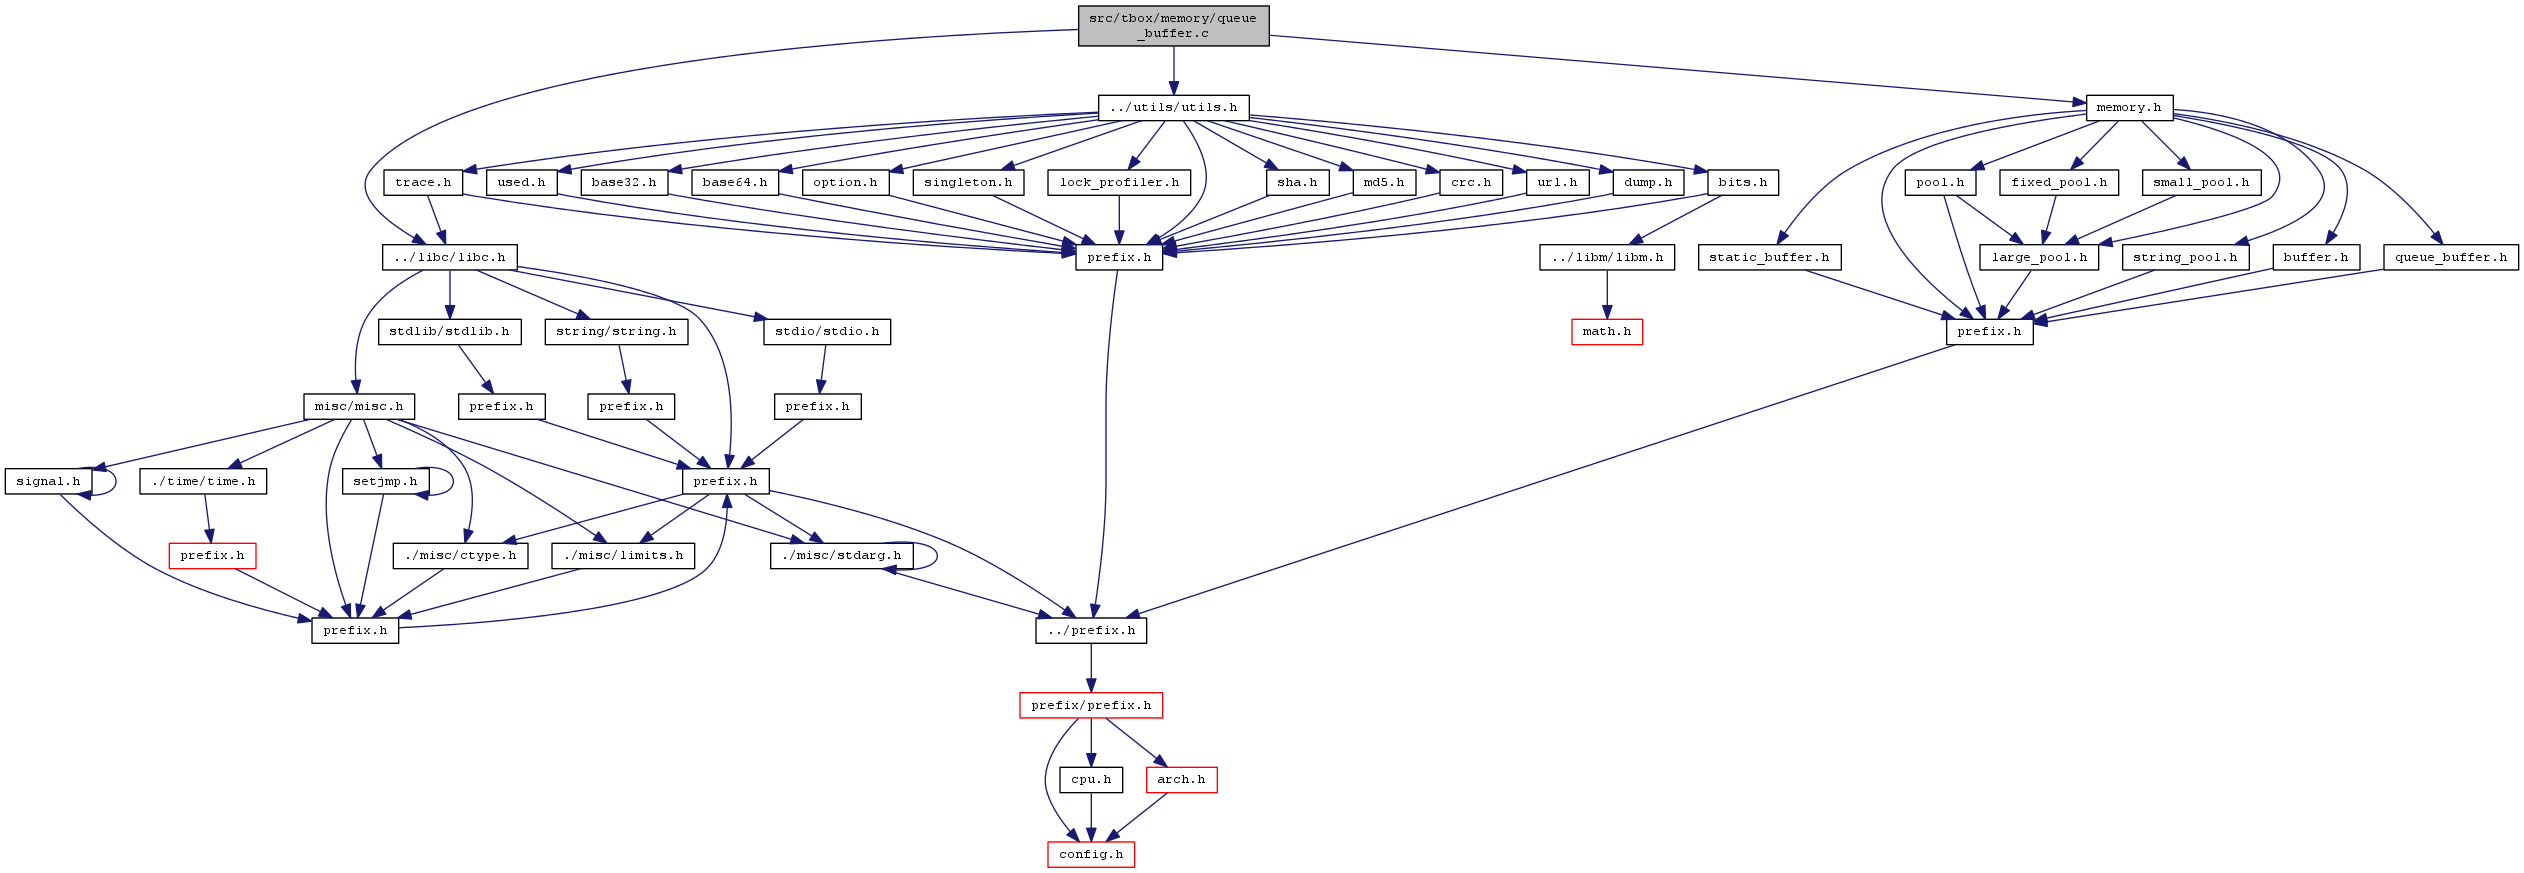 src/tbox/memory/queue
_buffer.c
../utils/utils.h
memory.h
trace.h
used.h
base32.h
base64.h
option.h
singleton.h
lock_profiler.h
sha.h
md5.h
crc.h
url.h
dump.h
bits.h
pool.h
fixed_pool.h
small_pool.h
../libc/libc.h
prefix.h
../libm/libm.h
static_buffer.h
large_pool.h
string_pool.h
buffer.h
queue_buffer.h
stdlib/stdlib.h
string/string.h
stdio/stdio.h
math.h
prefix.h
misc/misc.h
prefix.h
prefix.h
prefix.h
signal.h
./time/time.h
setjmp.h
prefix.h
prefix.h
./misc/ctype.h
./misc/limits.h
./misc/stdarg.h
prefix.h
../prefix.h
prefix/prefix.h
cpu.h
arch.h
config.h